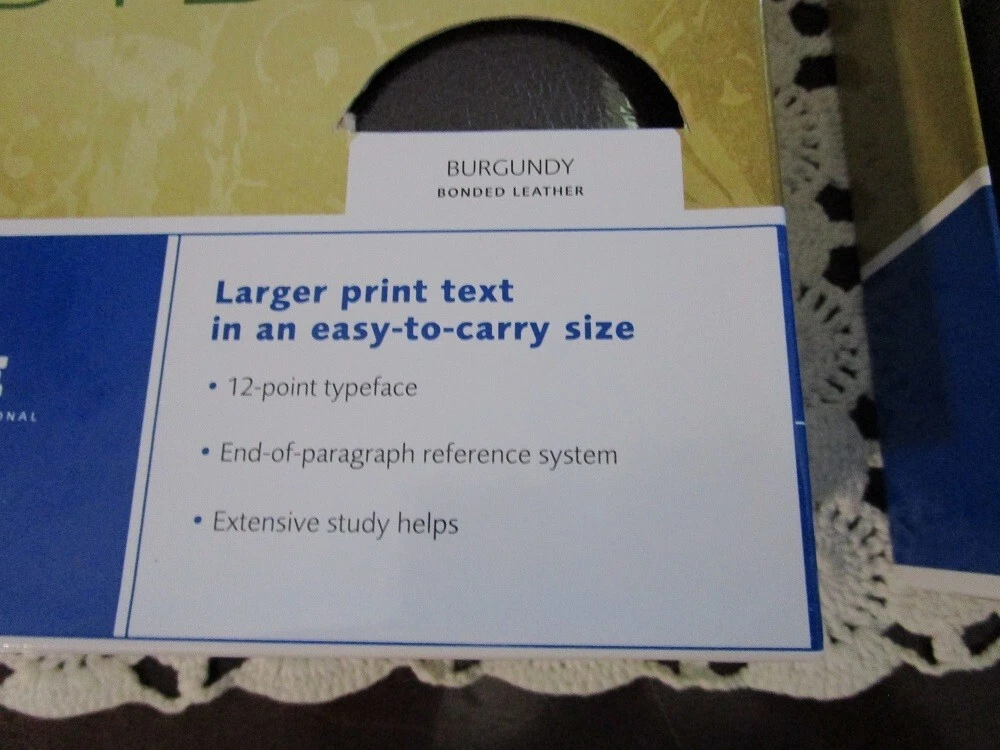 BURGUNDY
BONDED LEATHER
Larger print text
in an easy-to-carry size
• 12-point typeface
• End-of-paragraph reference system
• Extensive study helps